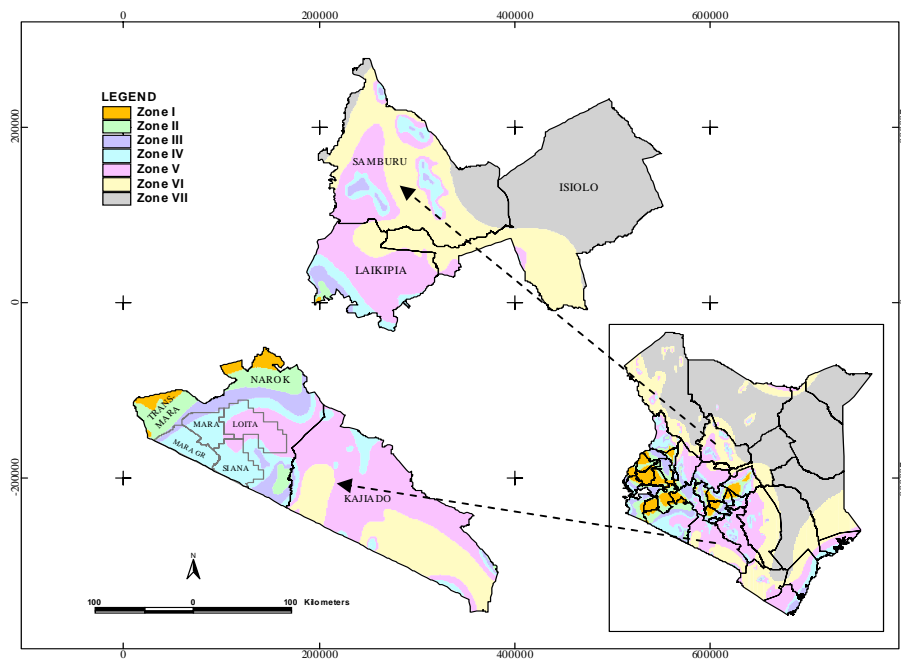 0 200000 400000 600000
LEGEND
Zone I
Zone II
Zone III
Zone IV
Zone V
Zone VI
Zone VII
200000
SAMBURU
ISIOLO
LAIKIPIA
0
NAROK
TRANS-
MARA
MARA
LOITA
MARA GR
SIANA
-200000
KAJIADO
N
100 0 100 Kilometers
0 200000 400000 600000